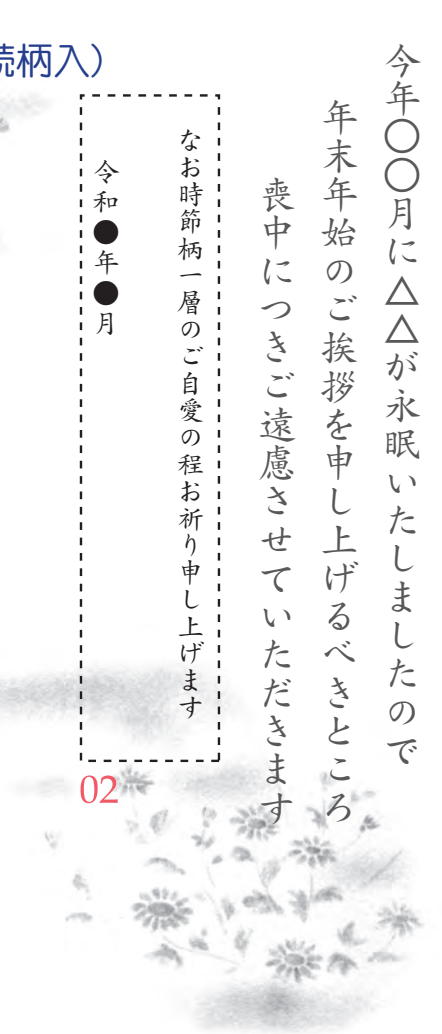 続柄入）
今年〇〇月に△△が永眠いたしましたので
年末年始のご挨拶を申し上げるべきところ
喪中につきご遠慮させていただきます
なお時節柄一層のご自愛の程お祈り申し上げます
令和●年●月
02